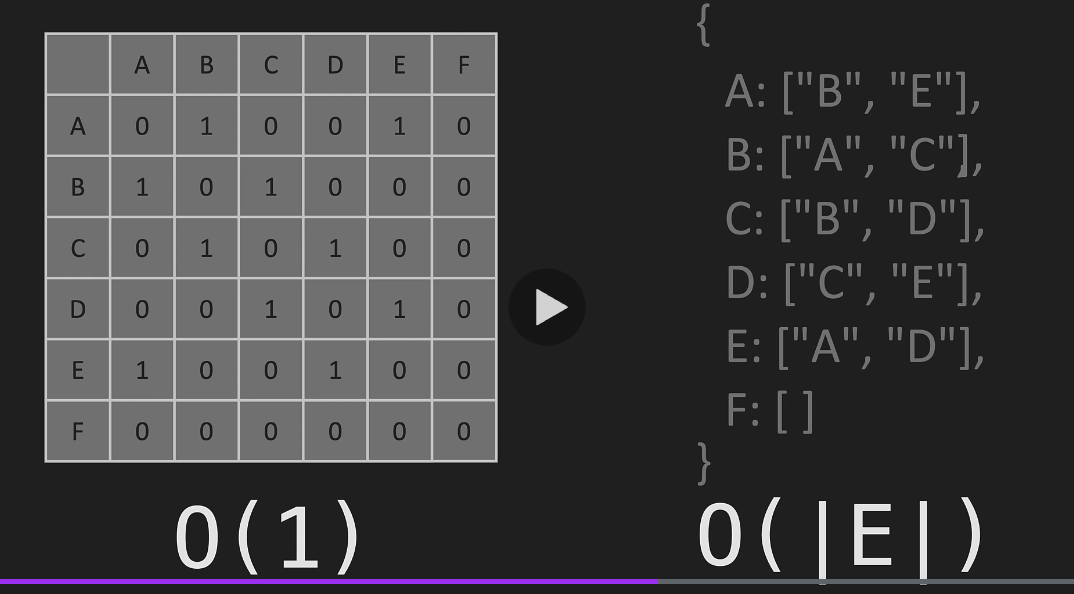 A B C D E F
A 0 1 0 0 1 0
B 1 0 1 0 0 0
C 0 1 0 1 0 0
D 0 0 1 0 1 0
E 1 0 0 1 0 0
F 0 0 0 0 0 0
O(1)
{
A: ["B", "E"],
B: ["A", "C",],
C: ["B", "D"],
D: ["C", "E"],
E: ["A", "D"],
F: [ ]
}
O(|E|)